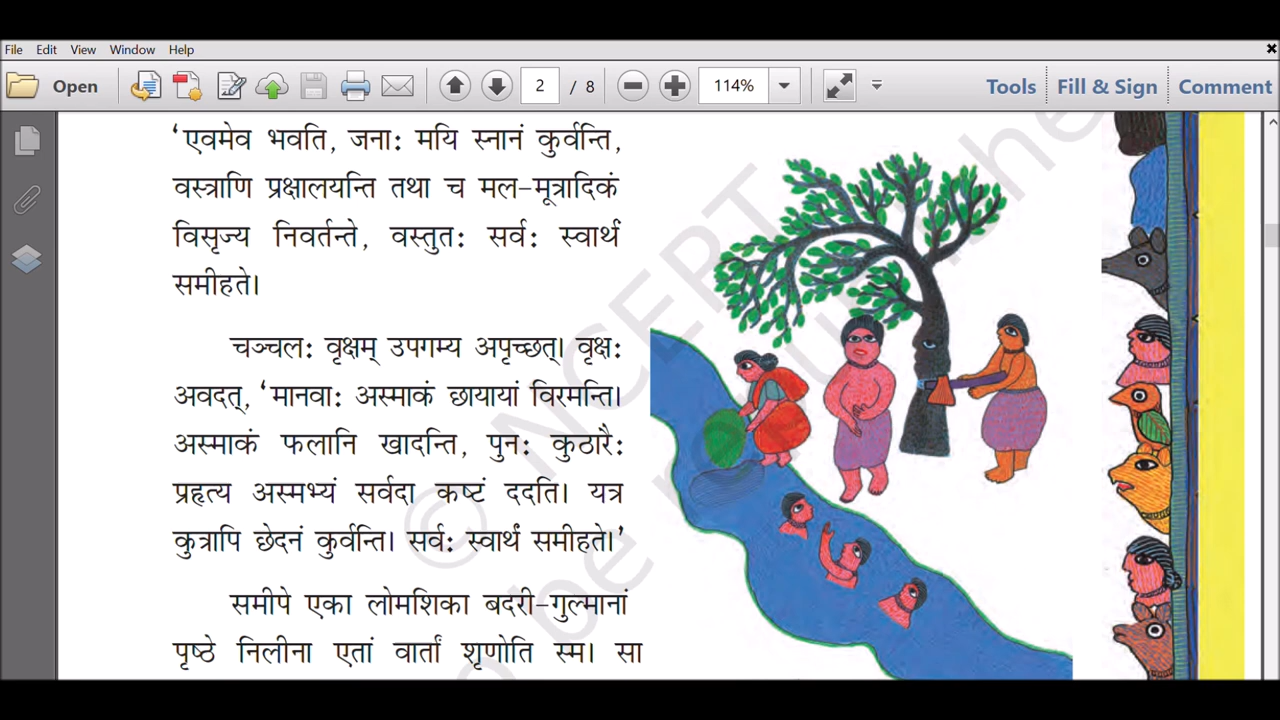 File Edit View Window Help
Open 2 / 8 114% Tools Fill & Sign Comment
'एवमेव भवति, जनाः मयि स्नानं कुर्वन्ति,
वस्त्राणि प्रक्षालयन्ति तथा च मल-मूत्रादिकं
विसृज्य निवर्तन्ते, वस्तुतः सर्वः स्वार्थं
समीहते।
चञ्चलः वृक्षम् उपगम्य अपृच्छत्। वृक्षः
अवदत्, 'मानवाः अस्माकं छायायां विरमन्ति।
अस्माकं फलानि खादन्ति, पुनः कुठारैः
प्रहृत्य अस्मभ्यं सर्वदा कष्टं ददति। यत्र
कुत्रापि छेदनं कुर्वन्ति। सर्वः स्वार्थं समीहते।'
समीपे एका लोमशिका बदरी-गुल्मानां
पृष्ठे निलीना एतां वार्तां शृणोति स्म। सा
© NCERT